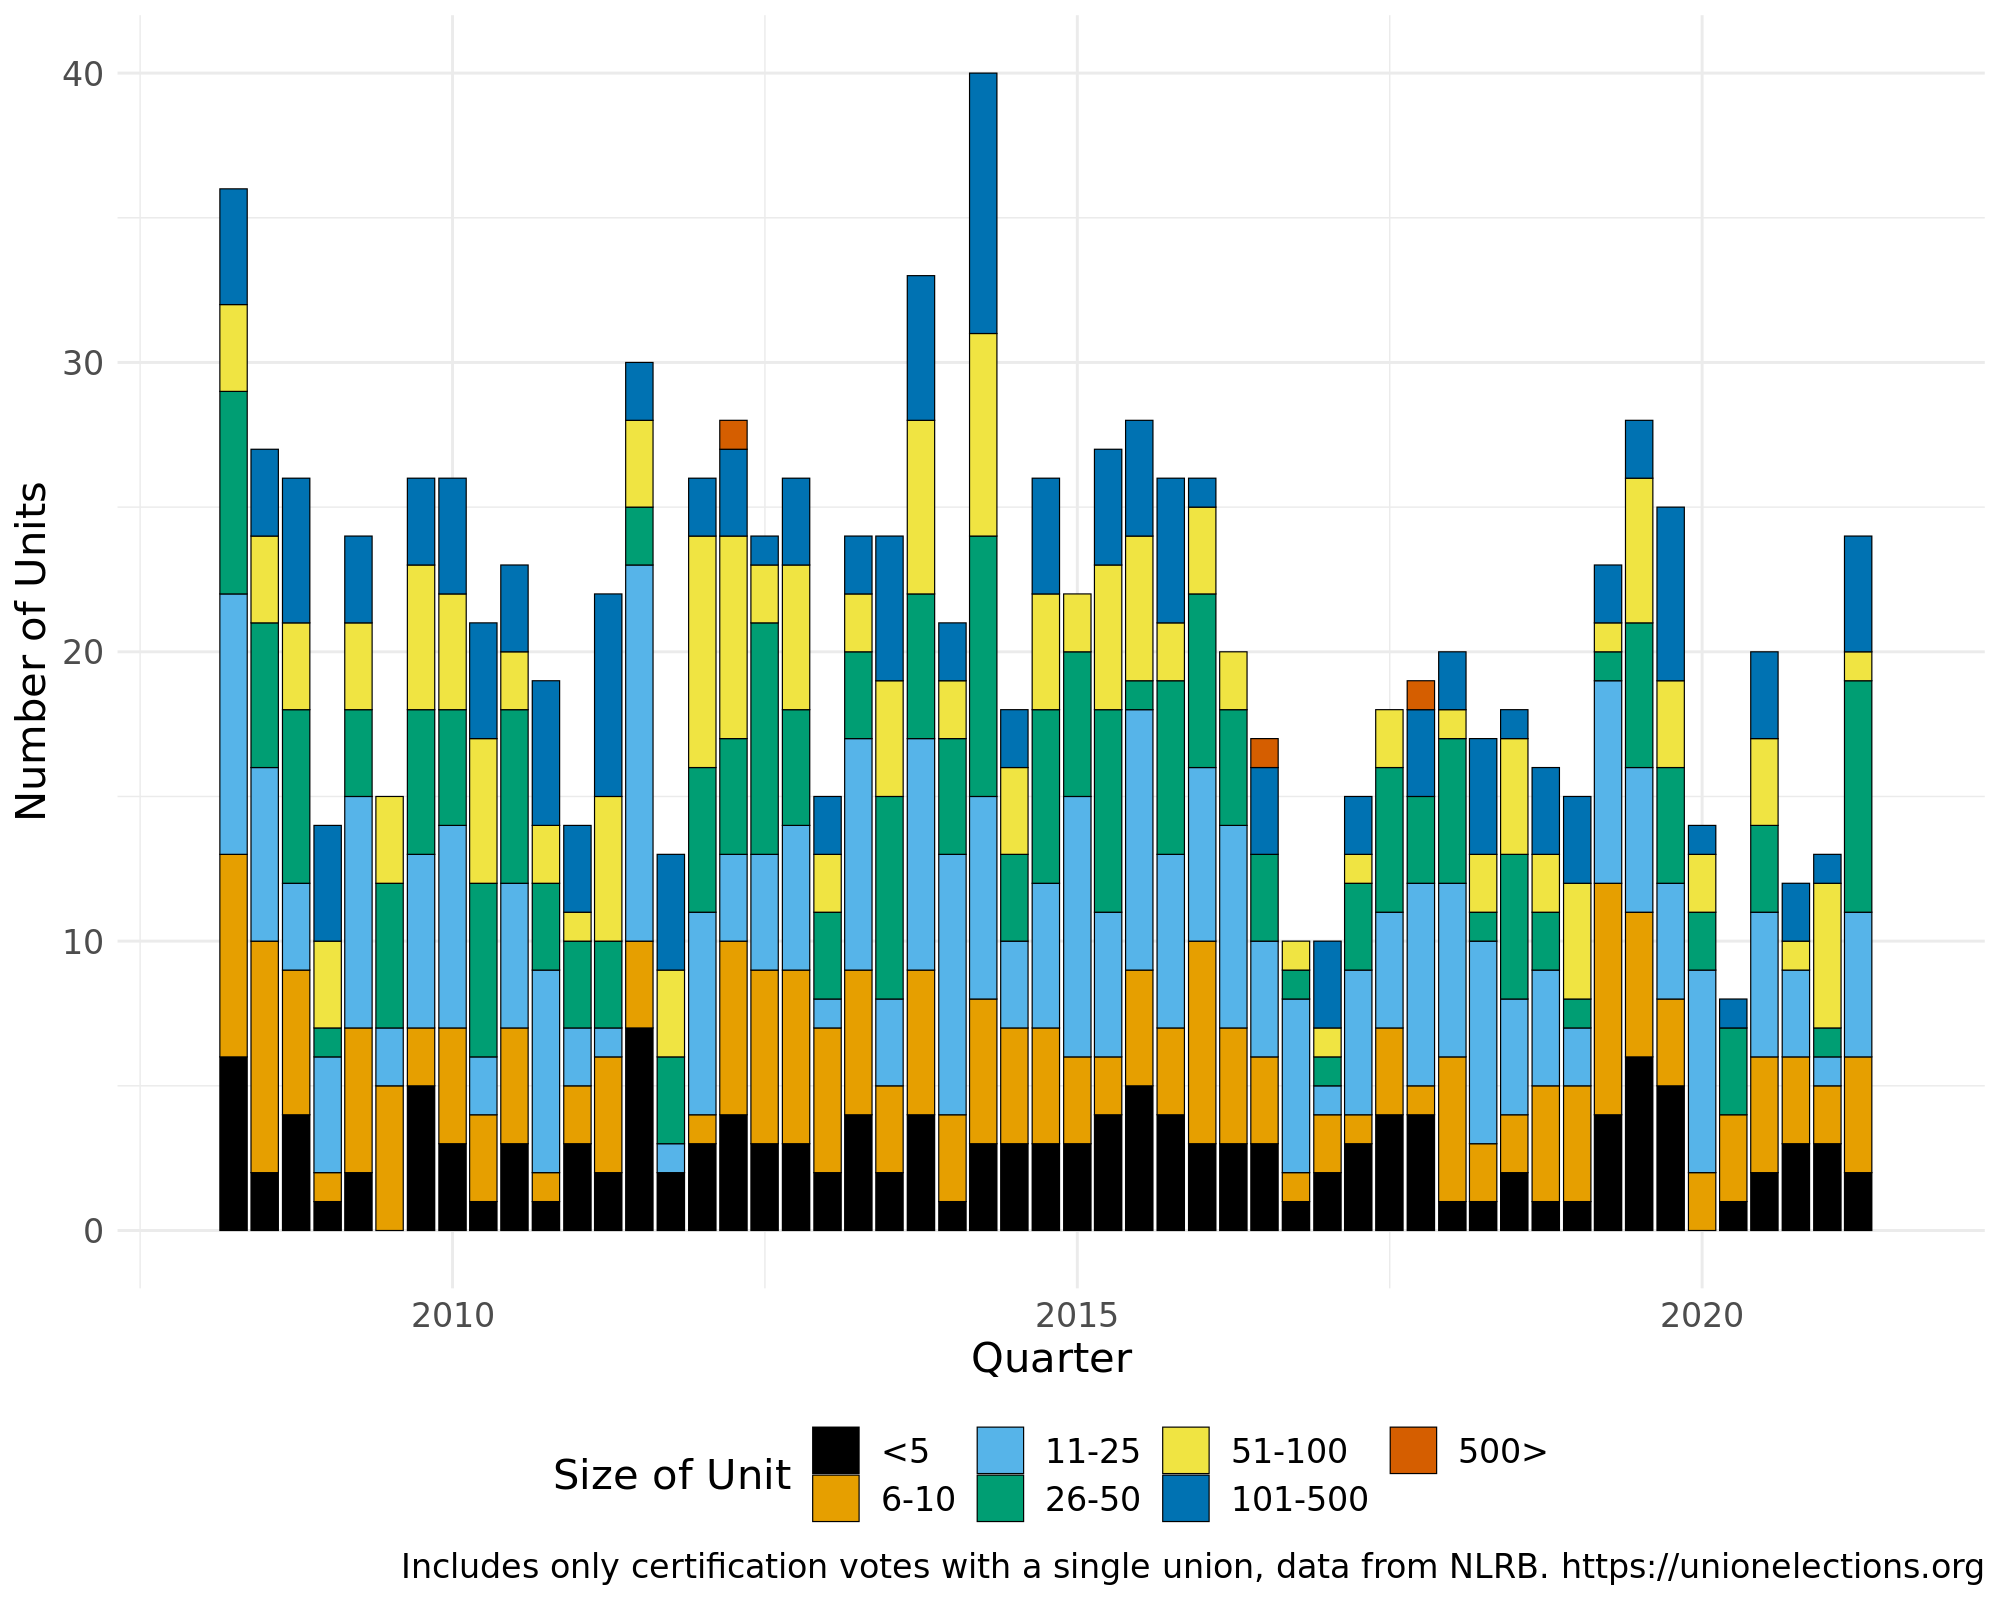 40
30
20
10
0
Number of Units
2010 2015 2020
Quarter
Size of Unit
<5 11-25 51-100 500>
6-10 26-50 101-500
Includes only certification votes with a single union, data from NLRB. https://unionelections.org